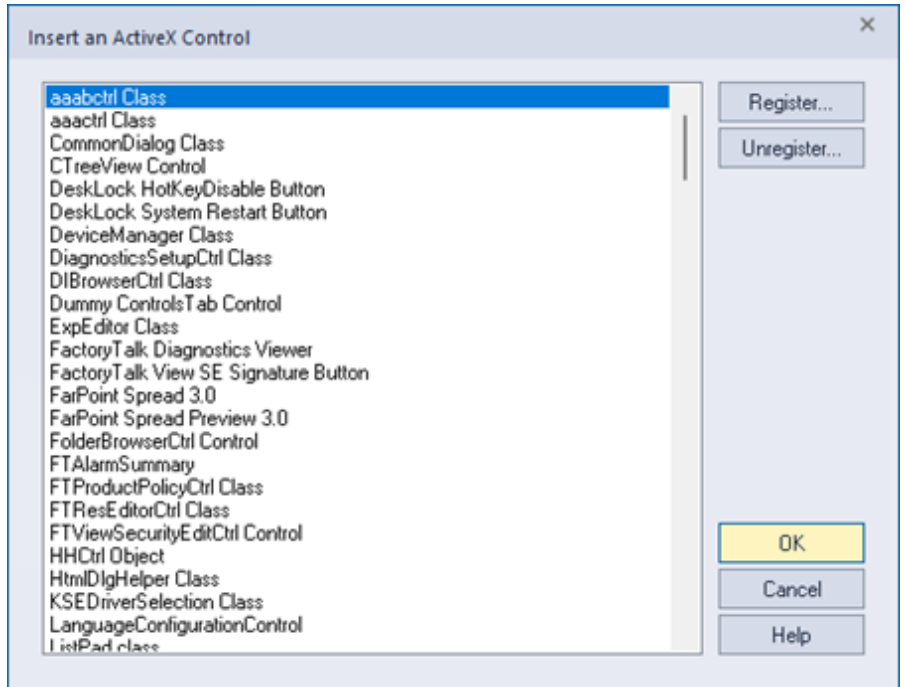 Insert an ActiveX Control
aaabctrl Class
aaactrl Class
CommonDialog Class
CTreeView Control
DeskLock HotKeyDisable Button
DeskLock System Restart Button
DeviceManager Class
DiagnosticsSetupCtrl Class
DIBrowserCtrl Class
Dummy ControlsTab Control
ExpEditor Class
FactoryTalk Diagnostics Viewer
FactoryTalk View SE Signature Button
FarPoint Spread 3.0
FarPoint Spread Preview 3.0
FolderBrowserCtrl Control
FTAlarmSummary
FTProductPolicyCtrl Class
FTResEditorCtrl Class
FTViewSecurityEditCtrl Control
HHCtrl Object
HtmlDlgHelper Class
KSEDriverSelection Class
LanguageConfigurationControl
ListPad class
Register...
Unregister...
OK
Cancel
Help